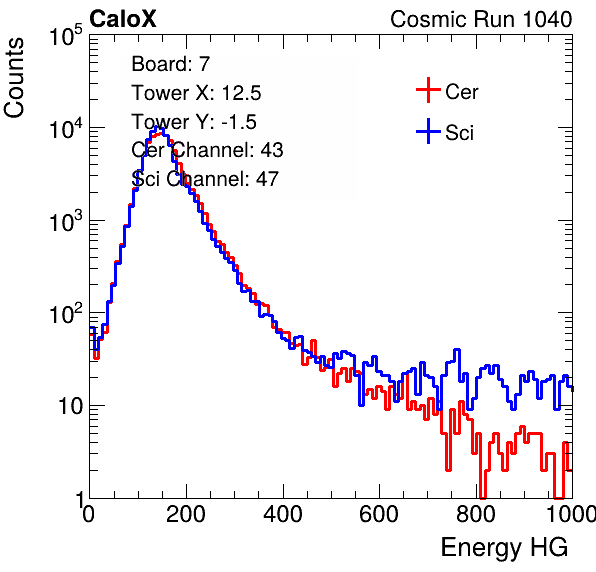 CaloX Cosmic Run 1040
Counts
10^5
10^4
10^3
10^2
10
1
Board: 7
Tower X: 12.5
Tower Y: -1.5
Cer Channel: 43
Sci Channel: 47
Cer
Sci
0 200 400 600 800 1000
Energy HG